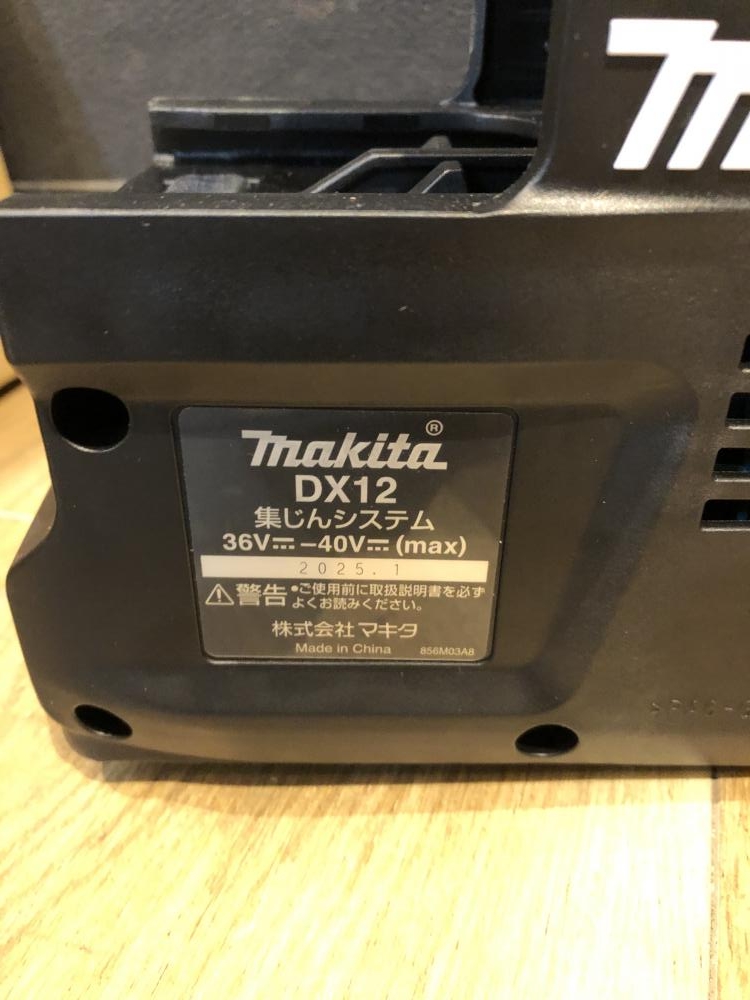 makita®
DX12
集じんシステム
36V⎓–40V⎓(max)
2025.1
⚠警告 •ご使用前に取扱説明書を必ず
よくお読みください。
株式会社マキタ
Made in China 856M03A8